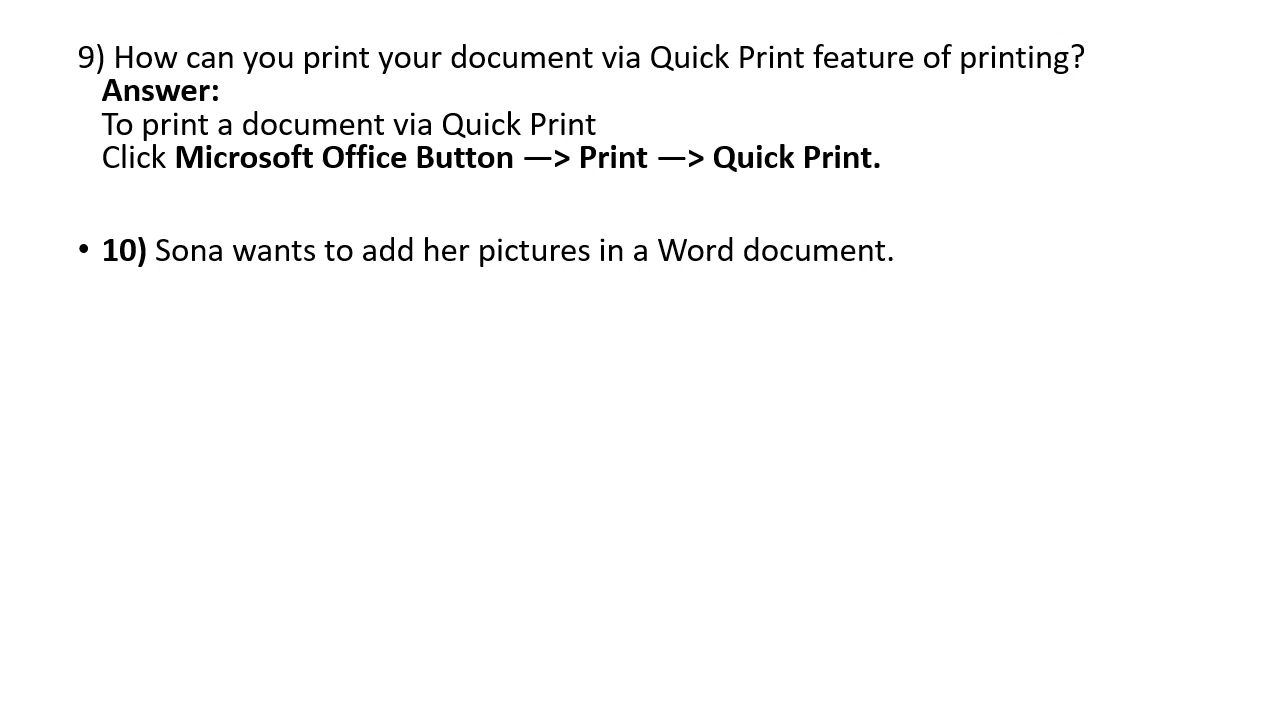 9) How can you print your document via Quick Print feature of printing?
Answer:
To print a document via Quick Print
Click Microsoft Office Button —> Print —> Quick Print.
• 10) Sona wants to add her pictures in a Word document.